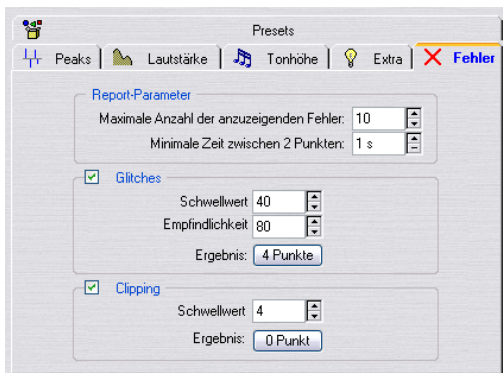 Presets
Peaks Lautstärke Tonhöhe Extra Fehler
Report-Parameter
Maximale Anzahl der anzuzeigenden Fehler: 10
Minimale Zeit zwischen 2 Punkten: 1 s
Glitches
Schwellwert 40
Empfindlichkeit 80
Ergebnis: 4 Punkte
Clipping
Schwellwert 4
Ergebnis: 0 Punkt